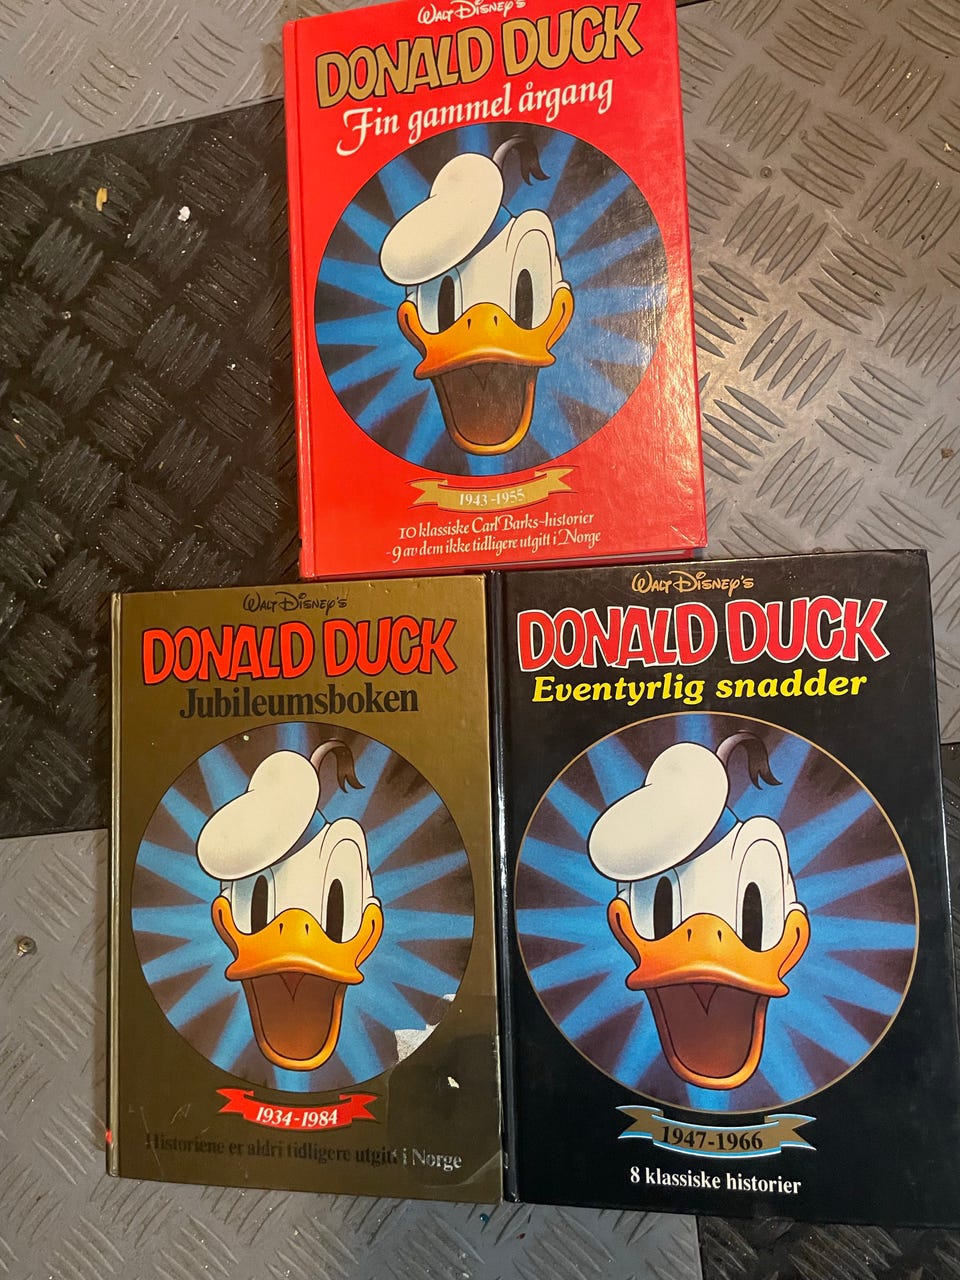 WALT DISNEY'S
DONALD DUCK
Fin gammel årgang
1943-1955
10 klassiske Carl Barks-historier
-9 av dem ikke tidligere utgitt i Norge
WALT DISNEY'S
DONALD DUCK
Jubileumsboken
1934-1984
Historiene er aldri tidligere utgitt i Norge
WALT DISNEY'S
DONALD DUCK
Eventyrlig snadder
1947-1966
8 klassiske historier